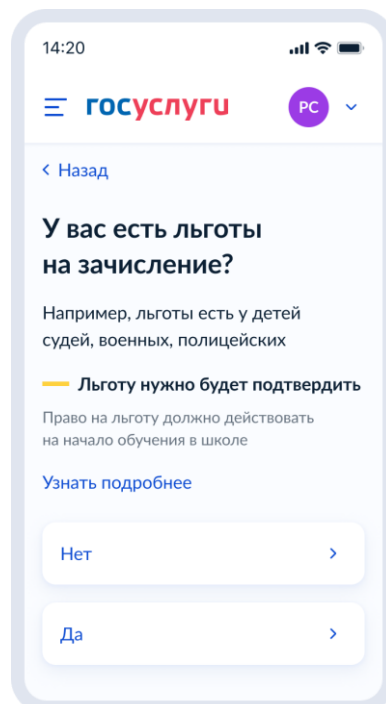 14:20
госуслуги
РС
Назад
У вас есть льготы
на зачисление?
Например, льготы есть у детей
судей, военных, полицейских
Льготу нужно будет подтвердить
Право на льготу должно действовать
на начало обучения в школе
Узнать подробнее
Нет
Да